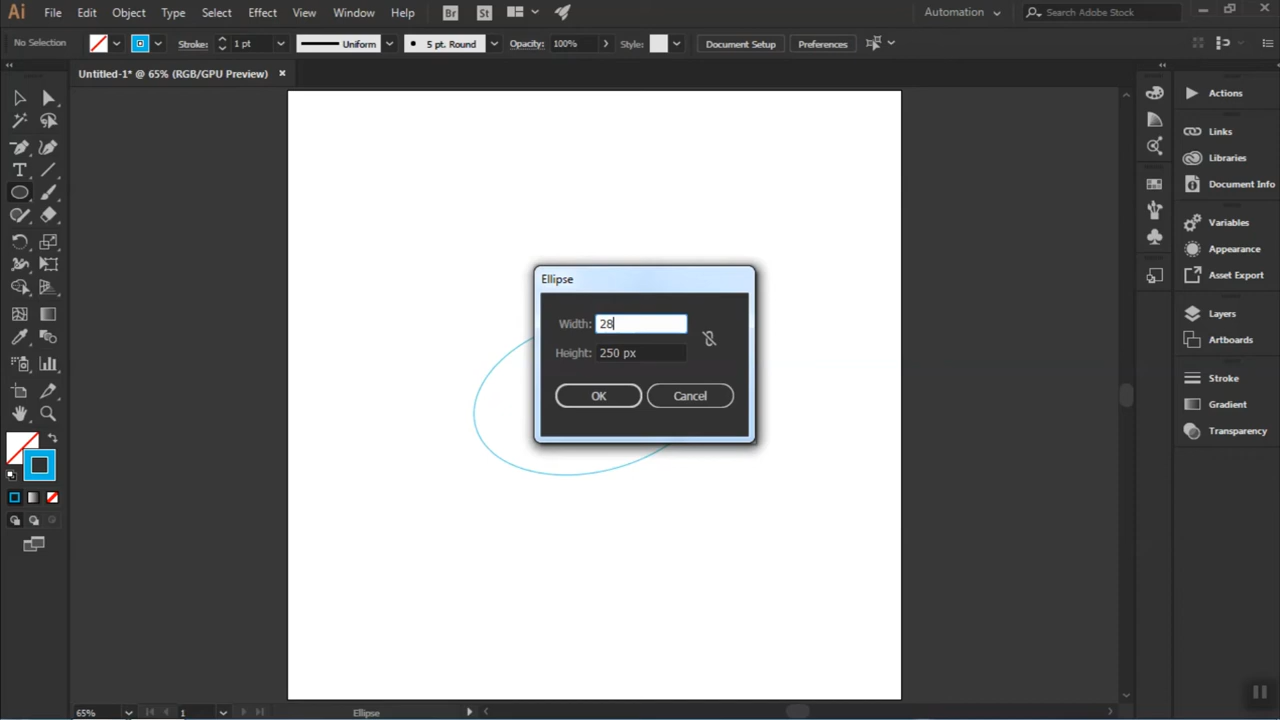 Ai File Edit Object Type Select Effect View Window Help Br St Automation Search Adobe Stock
No Selection Stroke: 1 pt Uniform 5 pt. Round Opacity: 100% Style: Document Setup Preferences
Untitled-1* @ 65% (RGB/GPU Preview)
Actions
Links
Libraries
Document Info
Variables
Appearance
Asset Export
Layers
Artboards
Stroke
Gradient
Transparency
Ellipse
Width: 28
Height: 250 px
OK Cancel
65% 1 Ellipse